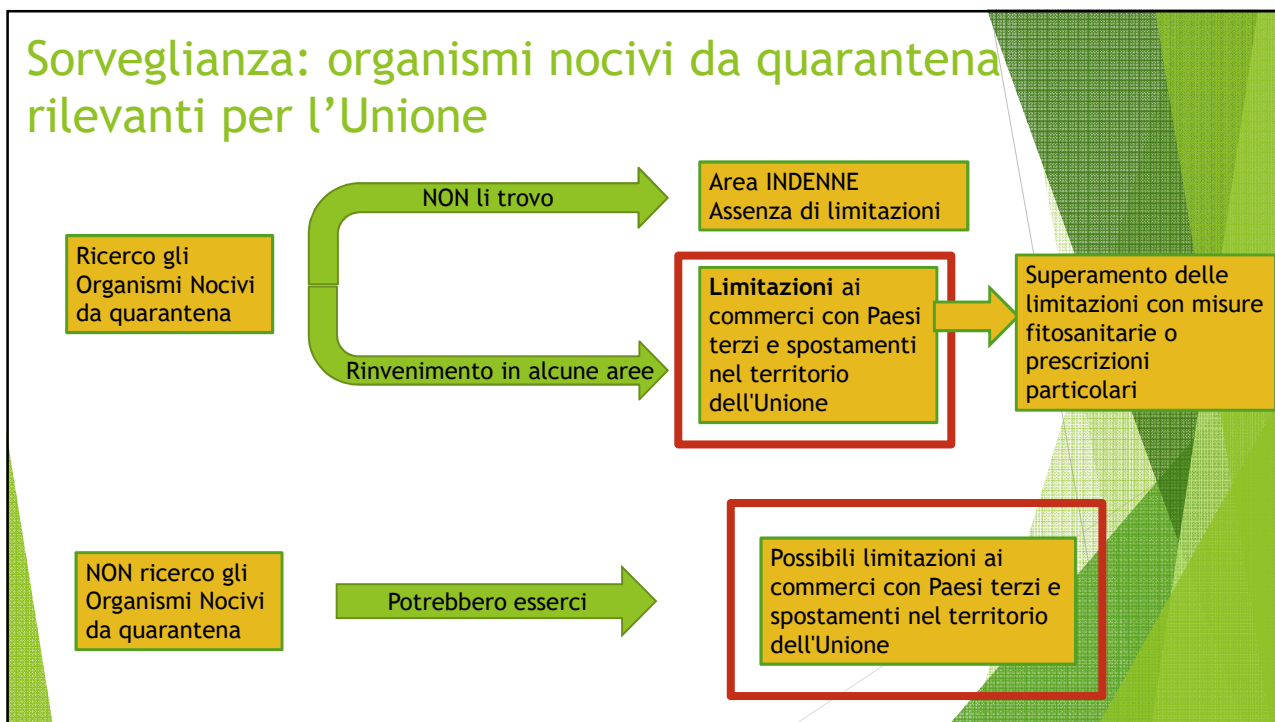 Sorveglianza: organismi nocivi da quarantena
rilevanti per l'Unione
NON li trovo
Area INDENNE
Assenza di limitazioni
Ricerco gli
Organismi Nocivi
da quarantena
Limitazioni ai
commerci con Paesi
terzi e spostamenti
nel territorio
dell'Unione
Superamento delle
limitazioni con misure
fitosanitarie o
prescrizioni
particolari
Rinvenimento in alcune aree
NON ricerco gli
Organismi Nocivi
da quarantena
Potrebbero esserci
Possibili limitazioni ai
commerci con Paesi terzi e
spostamenti nel territorio
dell'Unione